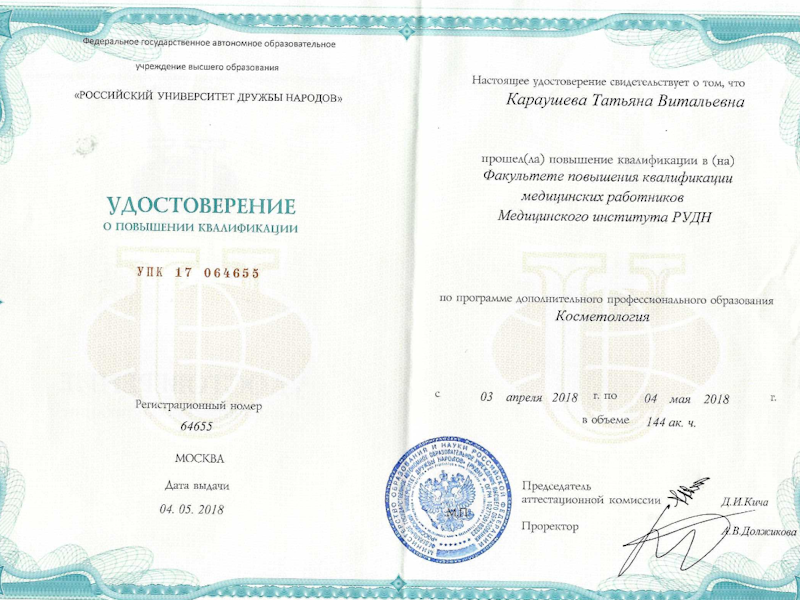 Федеральное государственное автономное образовательное
учреждение высшего образования
«РОССИЙСКИЙ УНИВЕРСИТЕТ ДРУЖБЫ НАРОДОВ»
УДОСТОВЕРЕНИЕ
О ПОВЫШЕНИИ КВАЛИФИКАЦИИ
УПК 17 064655
Регистрационный номер
64655
МОСКВА
Дата выдачи
04. 05. 2018
Настоящее удостоверение свидетельствует о том, что
Караушева Татьяна Витальевна
прошел(ла) повышение квалификации в (на)
Факультете повышения квалификации
медицинских работников
Медицинского института РУДН
по программе дополнительного профессионального образования
Косметология
с 03 апреля 2018 г. по 04 мая 2018 г.
в объеме 144 ак. ч.
М.П.
Председатель
аттестационной комиссии Д.И.Кича
Проректор А.В.Должикова